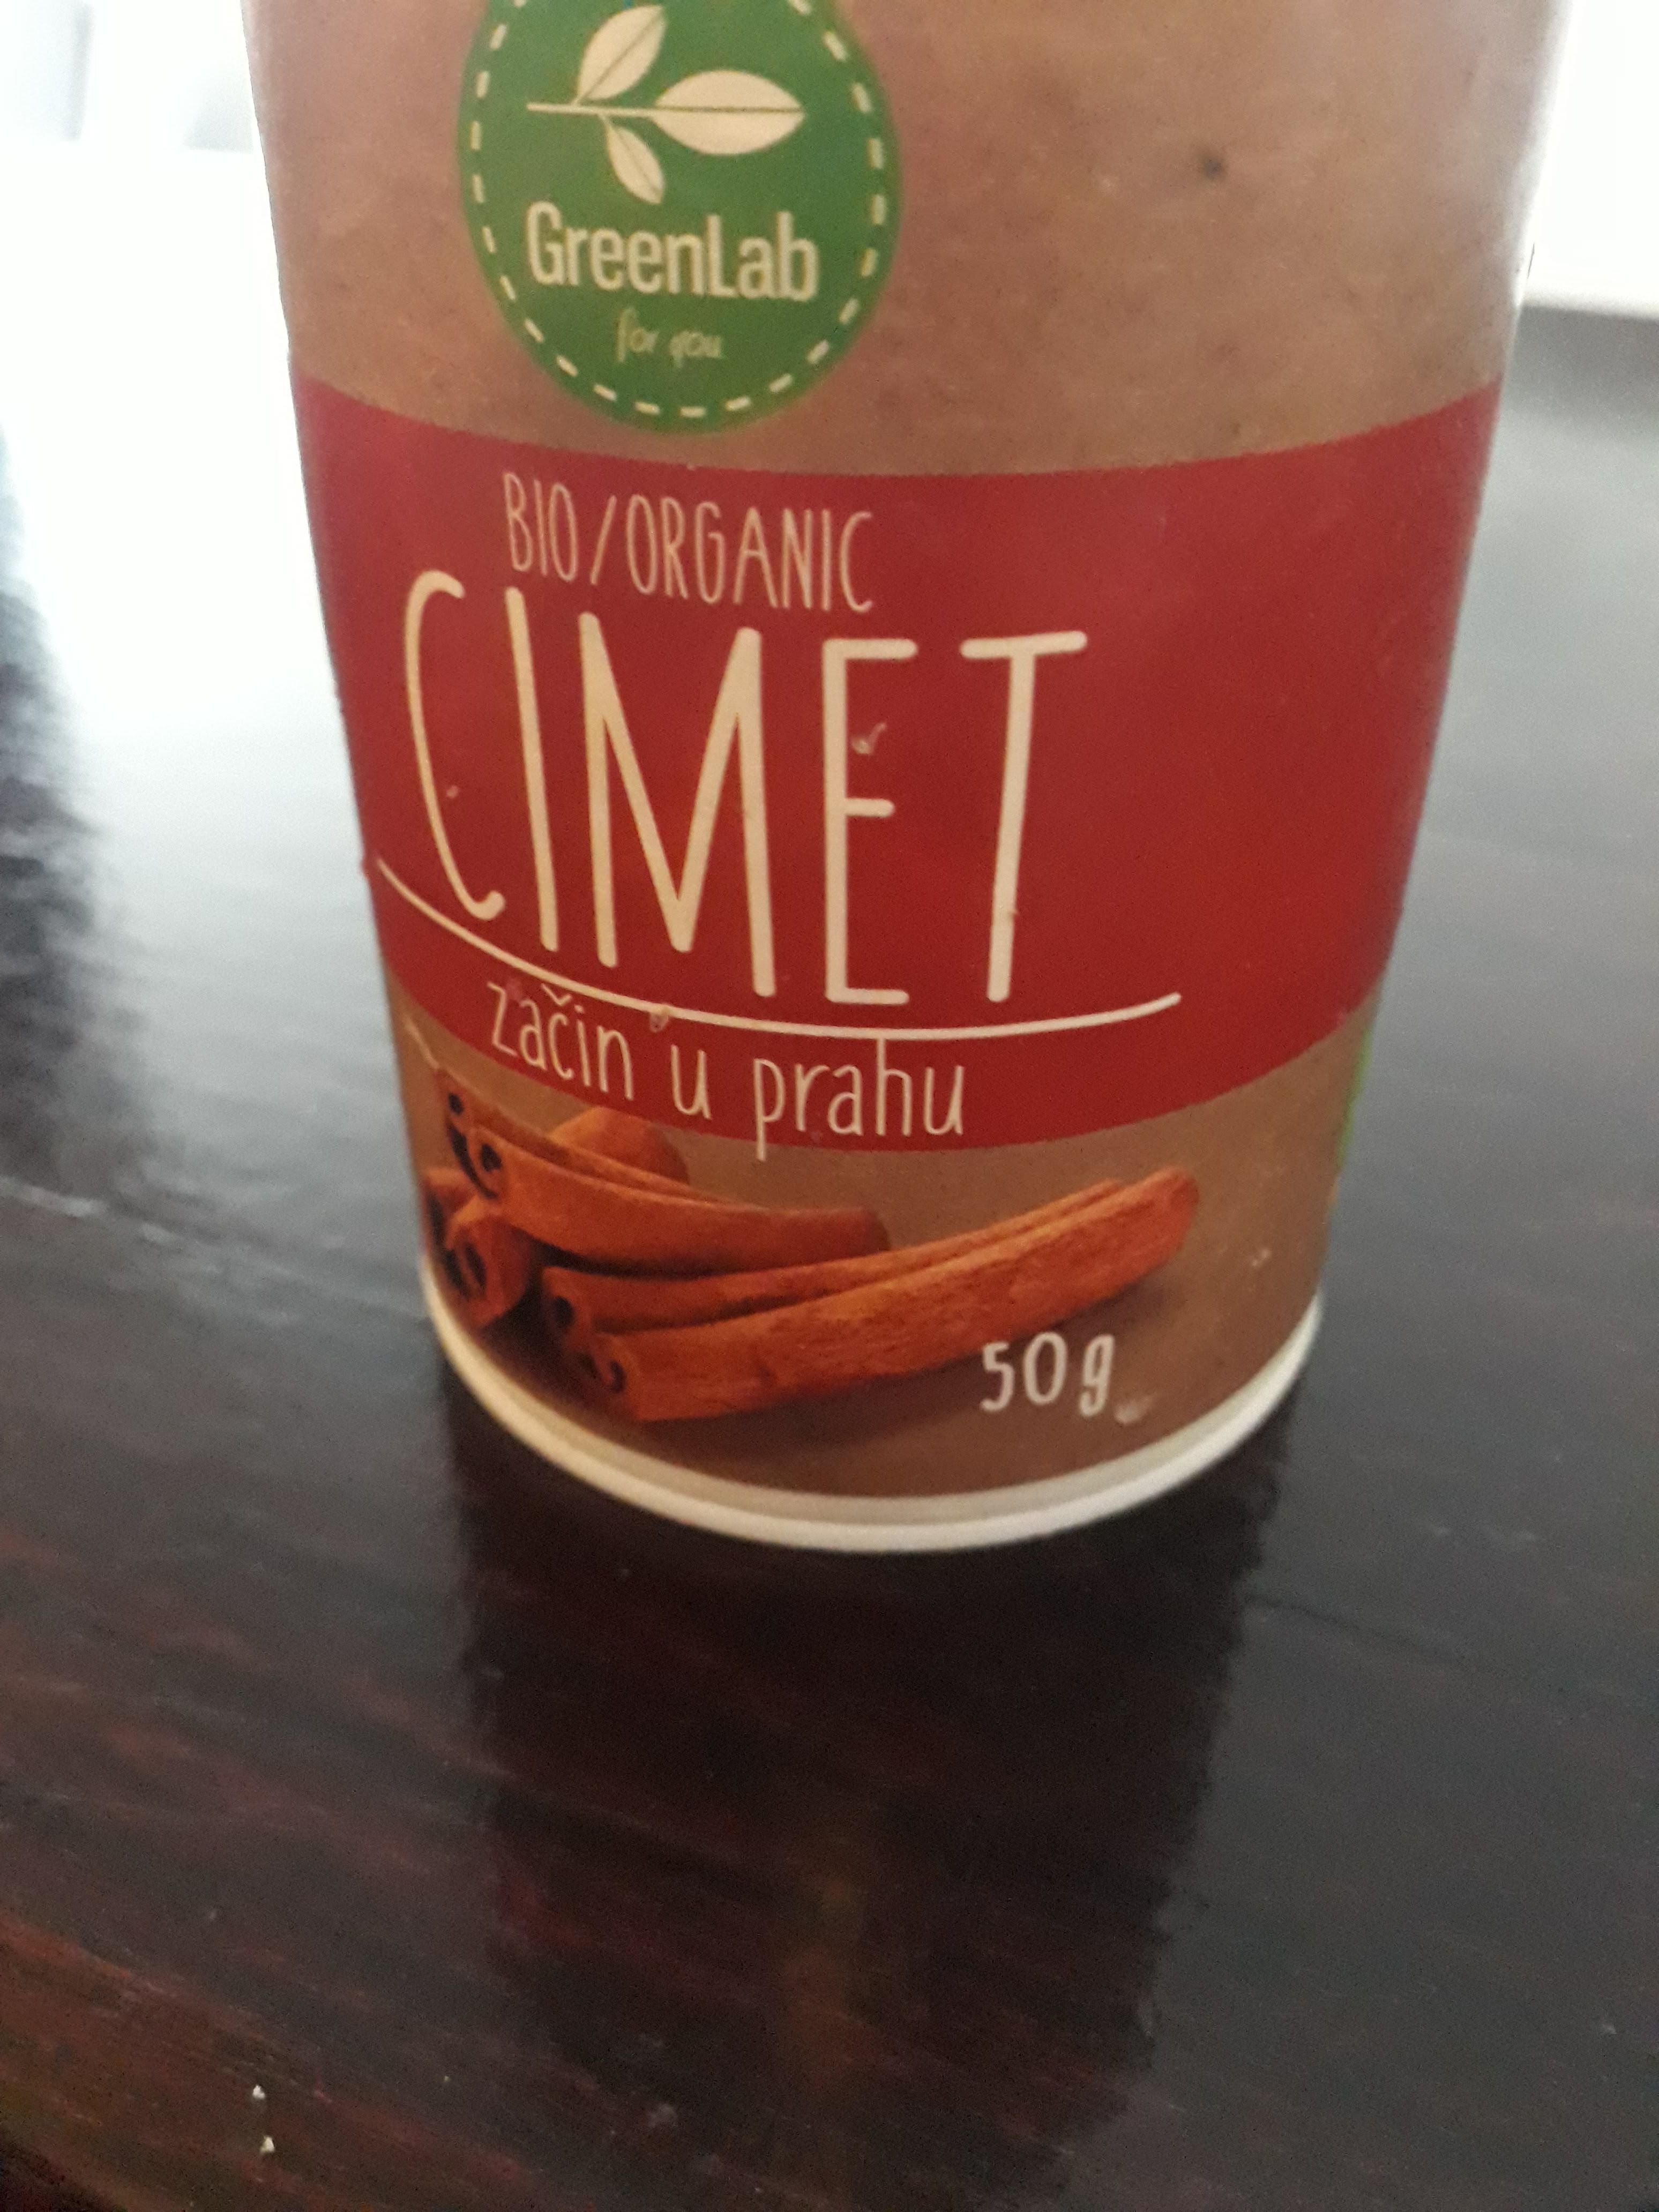 GreenLab
for you
BIO/ORGANIC
CIMET
začin u prahu
50g